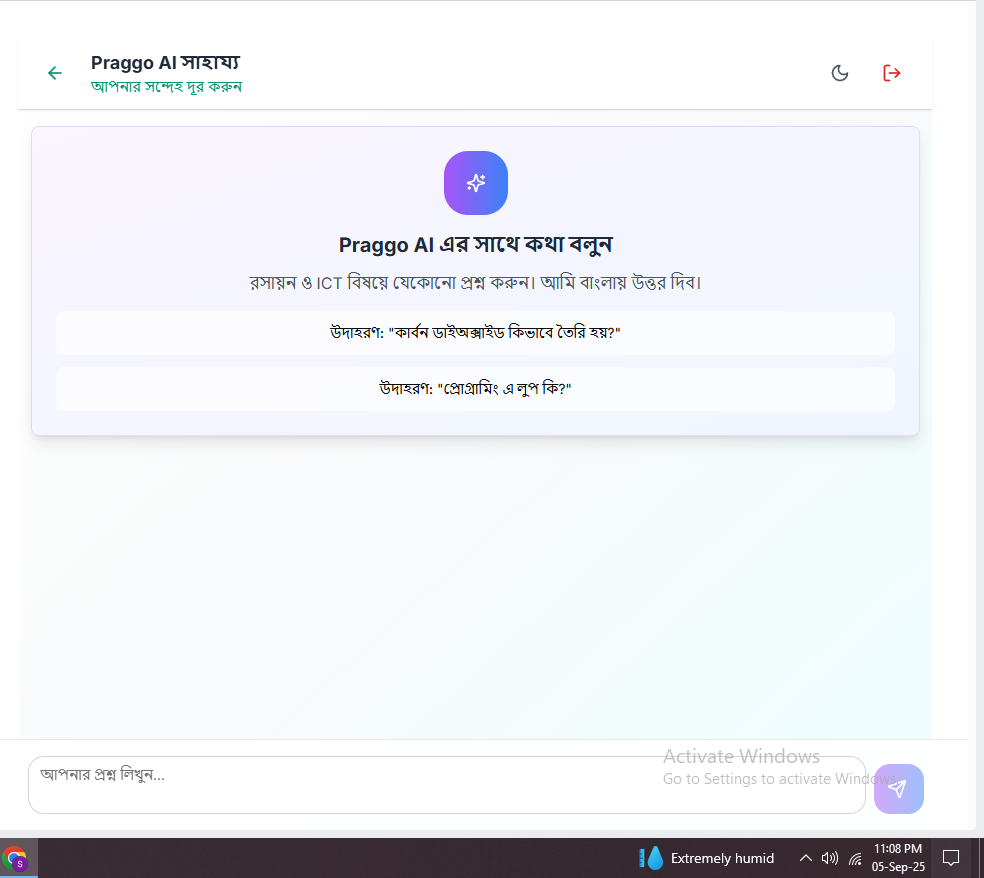 Praggo AI সাহায্য
আপনার সন্দেহ দূর করুন
Praggo AI এর সাথে কথা বলুন
রসায়ন ও ICT বিষয়ে যেকোনো প্রশ্ন করুন। আমি বাংলায় উত্তর দিব।
উদাহরণ: "কার্বন ডাইঅক্সাইড কিভাবে তৈরি হয়?"
উদাহরণ: "প্রোগ্রামিং এ লুপ কি?"
আপনার প্রশ্ন লিখুন...
Activate Windows
Go to Settings to activate Windows.
S
Extremely humid
11:08 PM
05-Sep-25